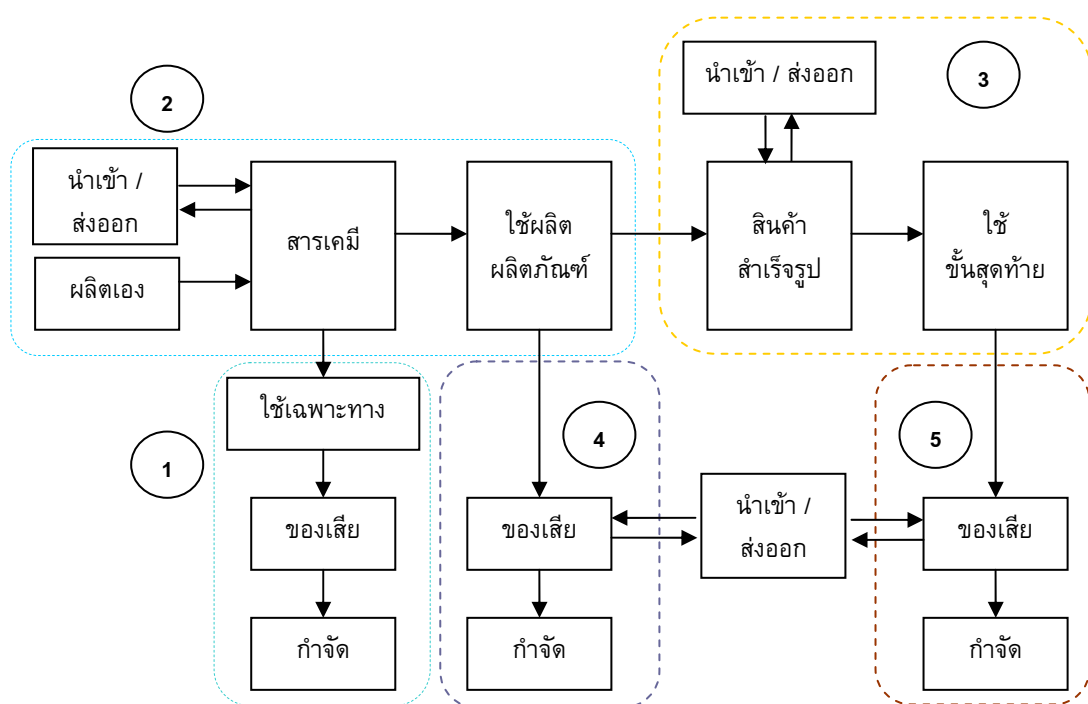 2
นำเข้า /
ส่งออก
ผลิตเอง
สารเคมี
ใช้ผลิต
ผลิตภัณฑ์
นำเข้า / ส่งออก
3
สินค้า
สำเร็จรูป
ใช้
ขั้นสุดท้าย
1
ใช้เฉพาะทาง
ของเสีย
กำจัด
4
ของเสีย
กำจัด
นำเข้า /
ส่งออก
5
ของเสีย
กำจัด